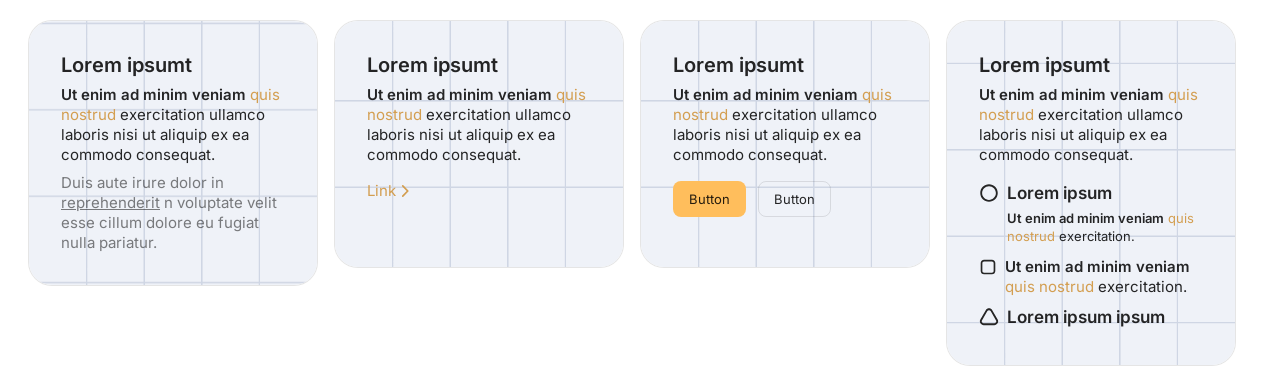 Lorem ipsumt
Ut enim ad minim veniam quis
nostrud exercitation ullamco
laboris nisi ut aliquip ex ea
commodo consequat.
Duis aute irure dolor in
reprehenderit n voluptate velit
esse cillum dolore eu fugiat
nulla pariatur.
Lorem ipsumt
Ut enim ad minim veniam quis
nostrud exercitation ullamco
laboris nisi ut aliquip ex ea
commodo consequat.
Link
Lorem ipsumt
Ut enim ad minim veniam quis
nostrud exercitation ullamco
laboris nisi ut aliquip ex ea
commodo consequat.
Button Button
Lorem ipsumt
Ut enim ad minim veniam quis
nostrud exercitation ullamco
laboris nisi ut aliquip ex ea
commodo consequat.
Lorem ipsum
Ut enim ad minim veniam quis
nostrud exercitation.
Ut enim ad minim veniam
quis nostrud exercitation.
Lorem ipsum ipsum